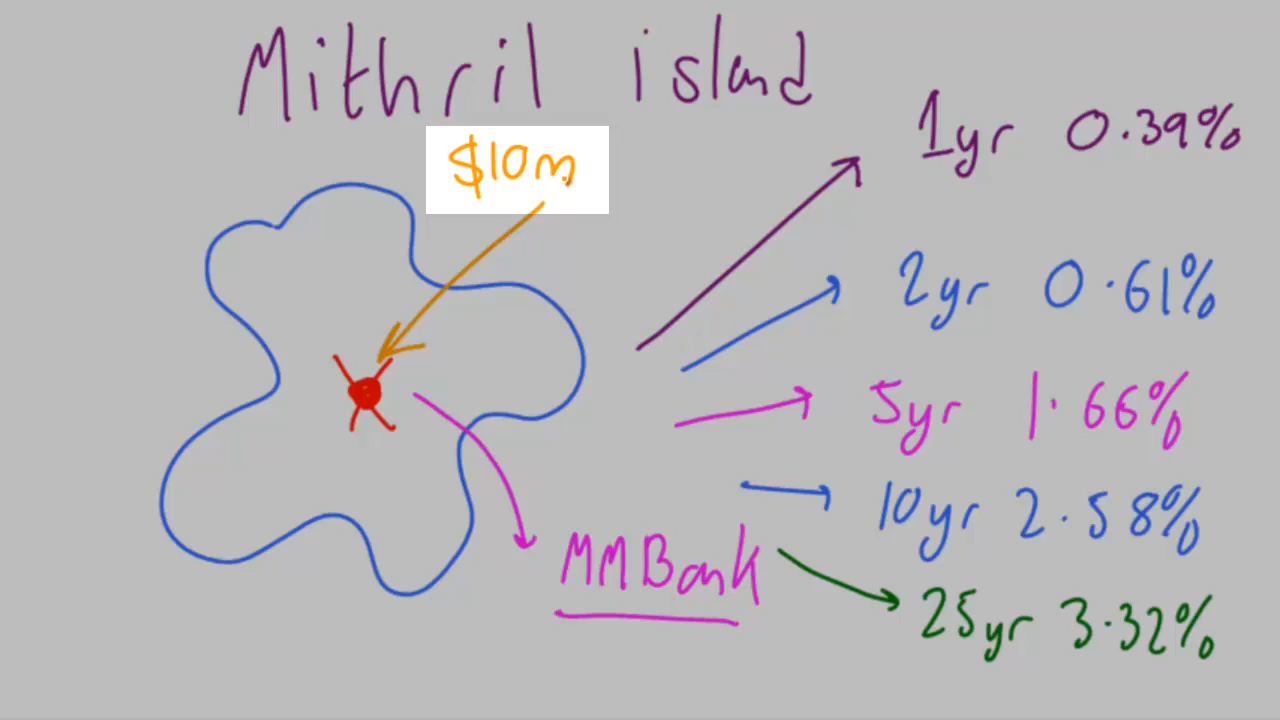 Mithril island
$10m
1yr 0.39%
2yr 0.61%
5yr 1.66%
10yr 2.58%
25yr 3.32%
MMBank